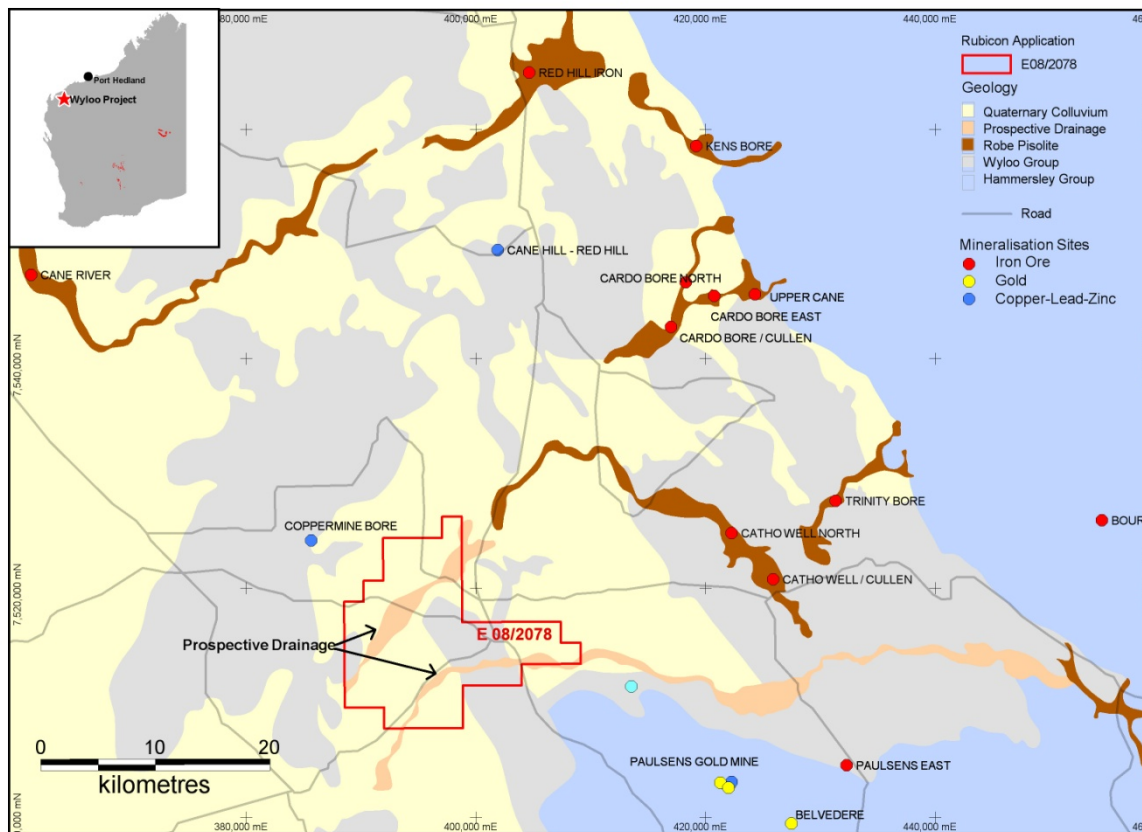 380,000 mE
400,000 mE
420,000 mE
440,000 mE
46
Port Hedland
Wyloo Project
Rubicon Application
E08/2078
Geology
Quaternary Colluvium
Prospective Drainage
Robe Pisolite
Wyloo Group
Hammersley Group
Road
Mineralisation Sites
Iron Ore
Gold
Copper-Lead-Zinc
RED HILL IRON
KENS BORE
CANE HILL - RED HILL
CANE RIVER
CARDO BORE NORTH
UPPER CANE
CARDO BORE EAST
CARDO BORE / CULLEN
7,540,000 mN
TRINITY BORE
BOUR
COPPERMINE BORE
CATHO WELL NORTH
CATHO WELL / CULLEN
7,520,000 mN
E 08/2078
Prospective Drainage
0 10 20
kilometres
PAULSENS GOLD MINE
PAULSENS EAST
BELVEDERE
0,000 mN
380,000 mE
400,000 mE
420,000 mE
440,000 mE
46